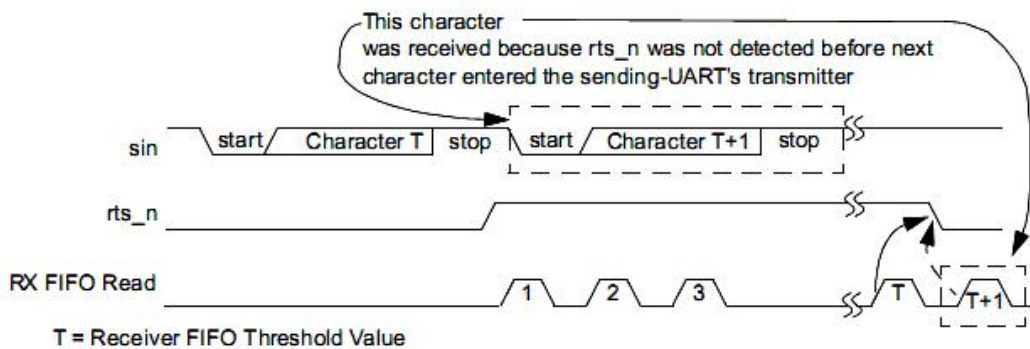 This character
was received because rts_n was not detected before next
character entered the sending-UART's transmitter
sin start Character T stop start Character T+1 stop
rts_n
RX FIFO Read 1 2 3 T T+1
T = Receiver FIFO Threshold Value